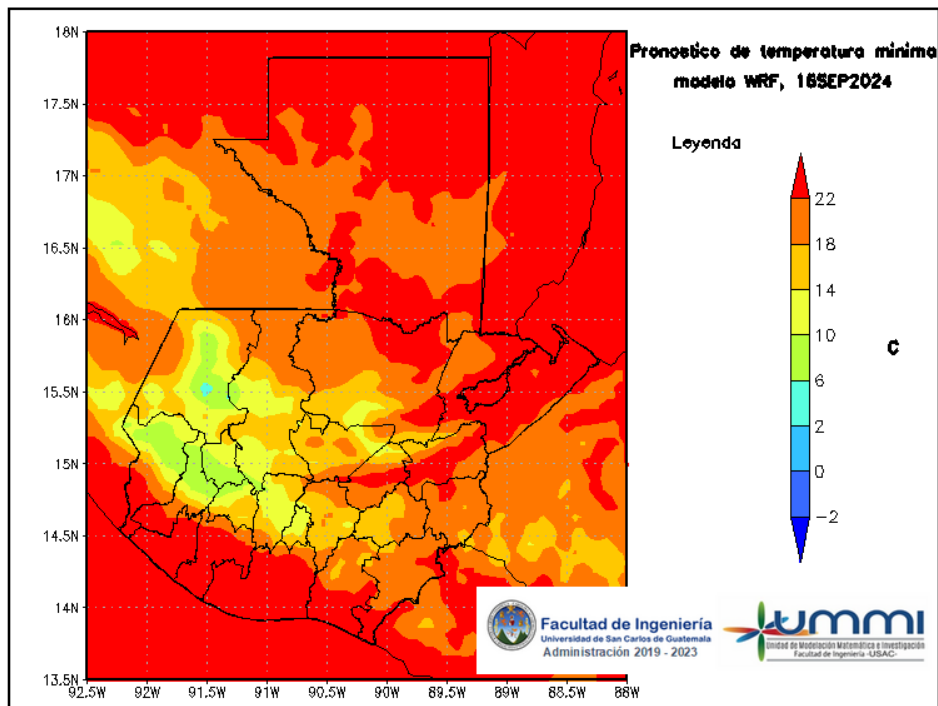 Pronostico de temperatura minima
modelo WRF, 16SEP2024
Leyenda
22
18
14
10
6
2
0
−2
C
18N
17.5N
17N
16.5N
16N
15.5N
15N
14.5N
14N
13.5N
92.5W 92W 91.5W 91W 90.5W 90W 89.5W 89W 88.5W 88W
Facultad de Ingeniería
Universidad de San Carlos de Guatemala
Administración 2019 - 2023
ummi
Unidad de Modelación Matemática e Investigación
Facultad de Ingeniería -USAC-